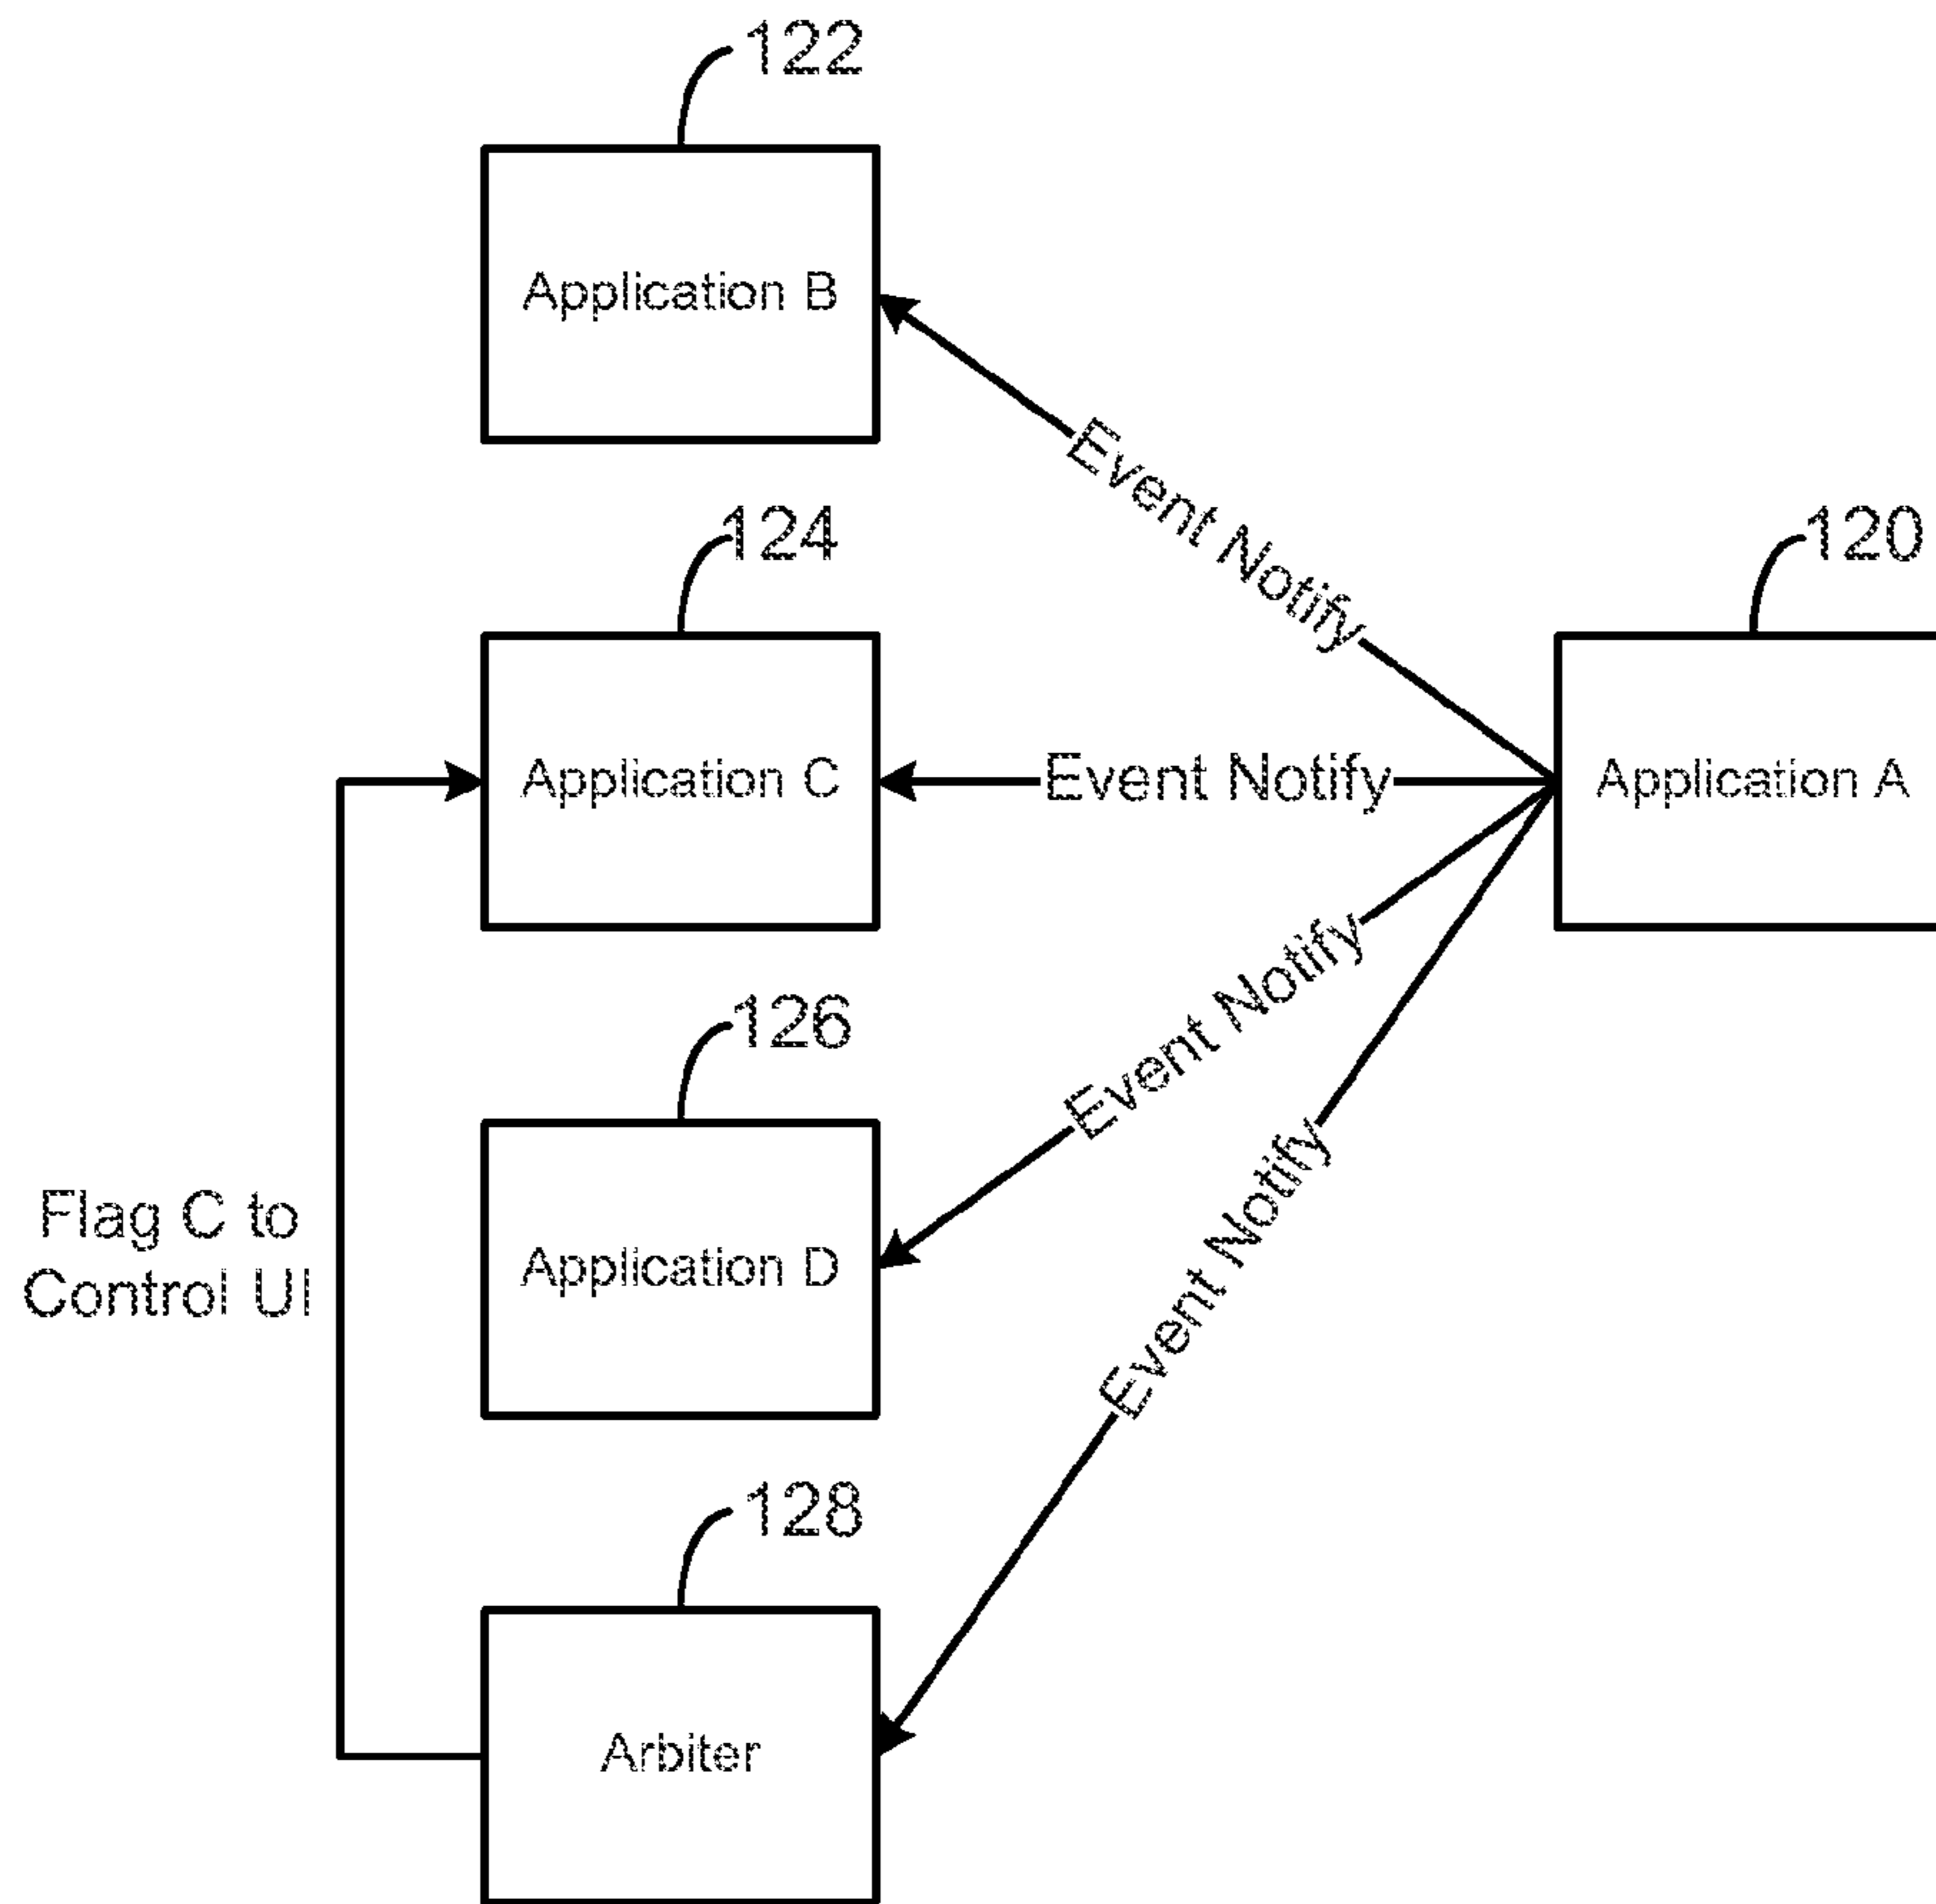 122
Application B
Event Notify
124
120
Application C
Event Notify
Application A
126
Event Notify
Flag C to
Control UI
Application D
Event Notify
128
Arbiter